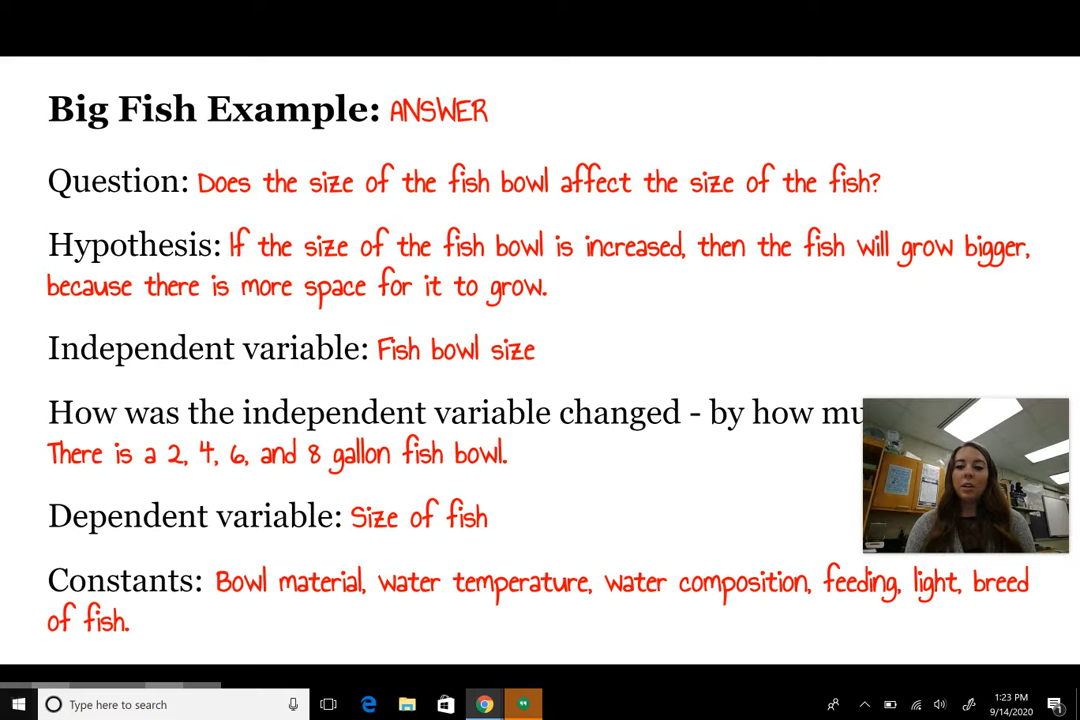 Big Fish Example: ANSWER
Question: Does the size of the fish bowl affect the size of the fish?
Hypothesis: If the size of the fish bowl is increased, then the fish will grow bigger,
because there is more space for it to grow.
Independent variable: Fish bowl size
How was the independent variable changed - by how mu
There is a 2, 4, 6, and 8 gallon fish bowl.
Dependent variable: Size of fish
Constants: Bowl material, water temperature, water composition, feeding, light, breed
of fish.
Type here to search
1:23 PM
9/14/2020